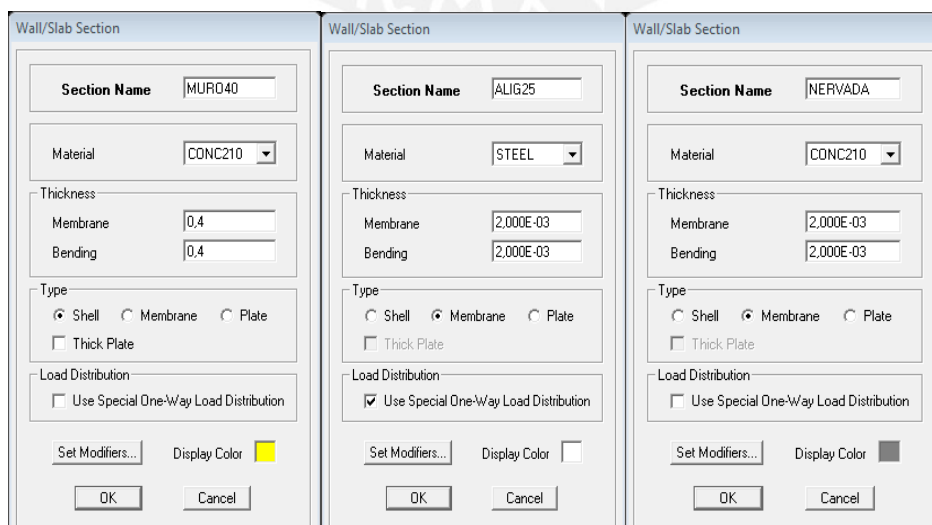 Wall/Slab Section
Section Name MURO40
Material CONC210
Thickness
Membrane 0,4
Bending 0,4
Type
Shell Membrane Plate
Thick Plate
Load Distribution
Use Special One-Way Load Distribution
Set Modifiers... Display Color
OK Cancel
Wall/Slab Section
Section Name ALIG25
Material STEEL
Thickness
Membrane 2,000E-03
Bending 2,000E-03
Type
Shell Membrane Plate
Thick Plate
Load Distribution
Use Special One-Way Load Distribution
Set Modifiers... Display Color
OK Cancel
Wall/Slab Section
Section Name NERVADA
Material CONC210
Thickness
Membrane 2,000E-03
Bending 2,000E-03
Type
Shell Membrane Plate
Thick Plate
Load Distribution
Use Special One-Way Load Distribution
Set Modifiers... Display Color
OK Cancel